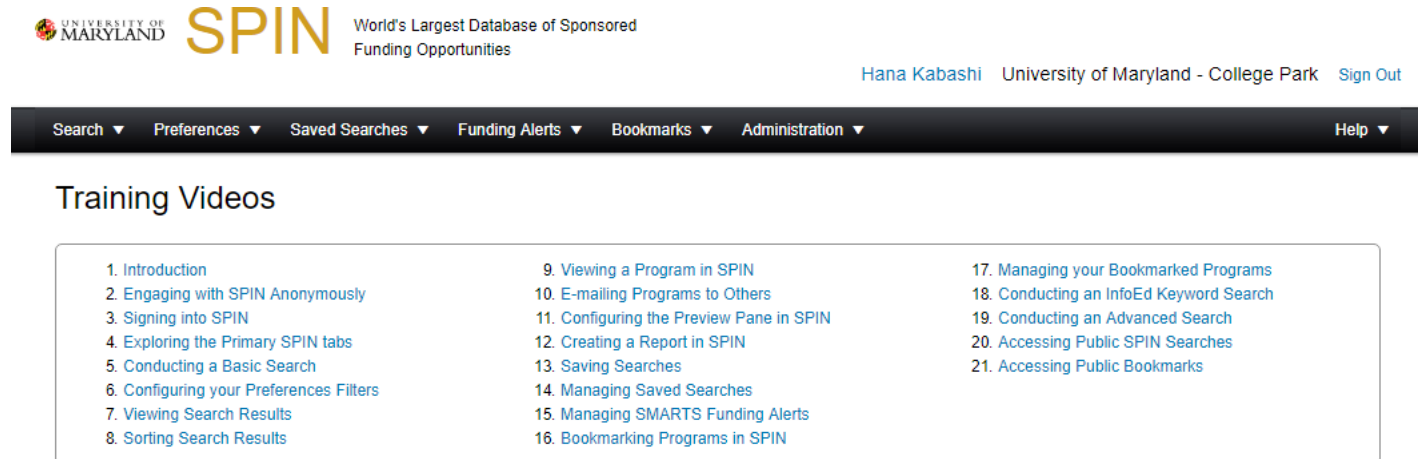 UNIVERSITY OF
MARYLAND
SPIN
World's Largest Database of Sponsored
Funding Opportunities
Hana Kabashi University of Maryland - College Park Sign Out
Search ▼ Preferences ▼ Saved Searches ▼ Funding Alerts ▼ Bookmarks ▼ Administration ▼ Help ▼
Training Videos
1. Introduction
2. Engaging with SPIN Anonymously
3. Signing into SPIN
4. Exploring the Primary SPIN tabs
5. Conducting a Basic Search
6. Configuring your Preferences Filters
7. Viewing Search Results
8. Sorting Search Results
9. Viewing a Program in SPIN
10. E-mailing Programs to Others
11. Configuring the Preview Pane in SPIN
12. Creating a Report in SPIN
13. Saving Searches
14. Managing Saved Searches
15. Managing SMARTS Funding Alerts
16. Bookmarking Programs in SPIN
17. Managing your Bookmarked Programs
18. Conducting an InfoEd Keyword Search
19. Conducting an Advanced Search
20. Accessing Public SPIN Searches
21. Accessing Public Bookmarks